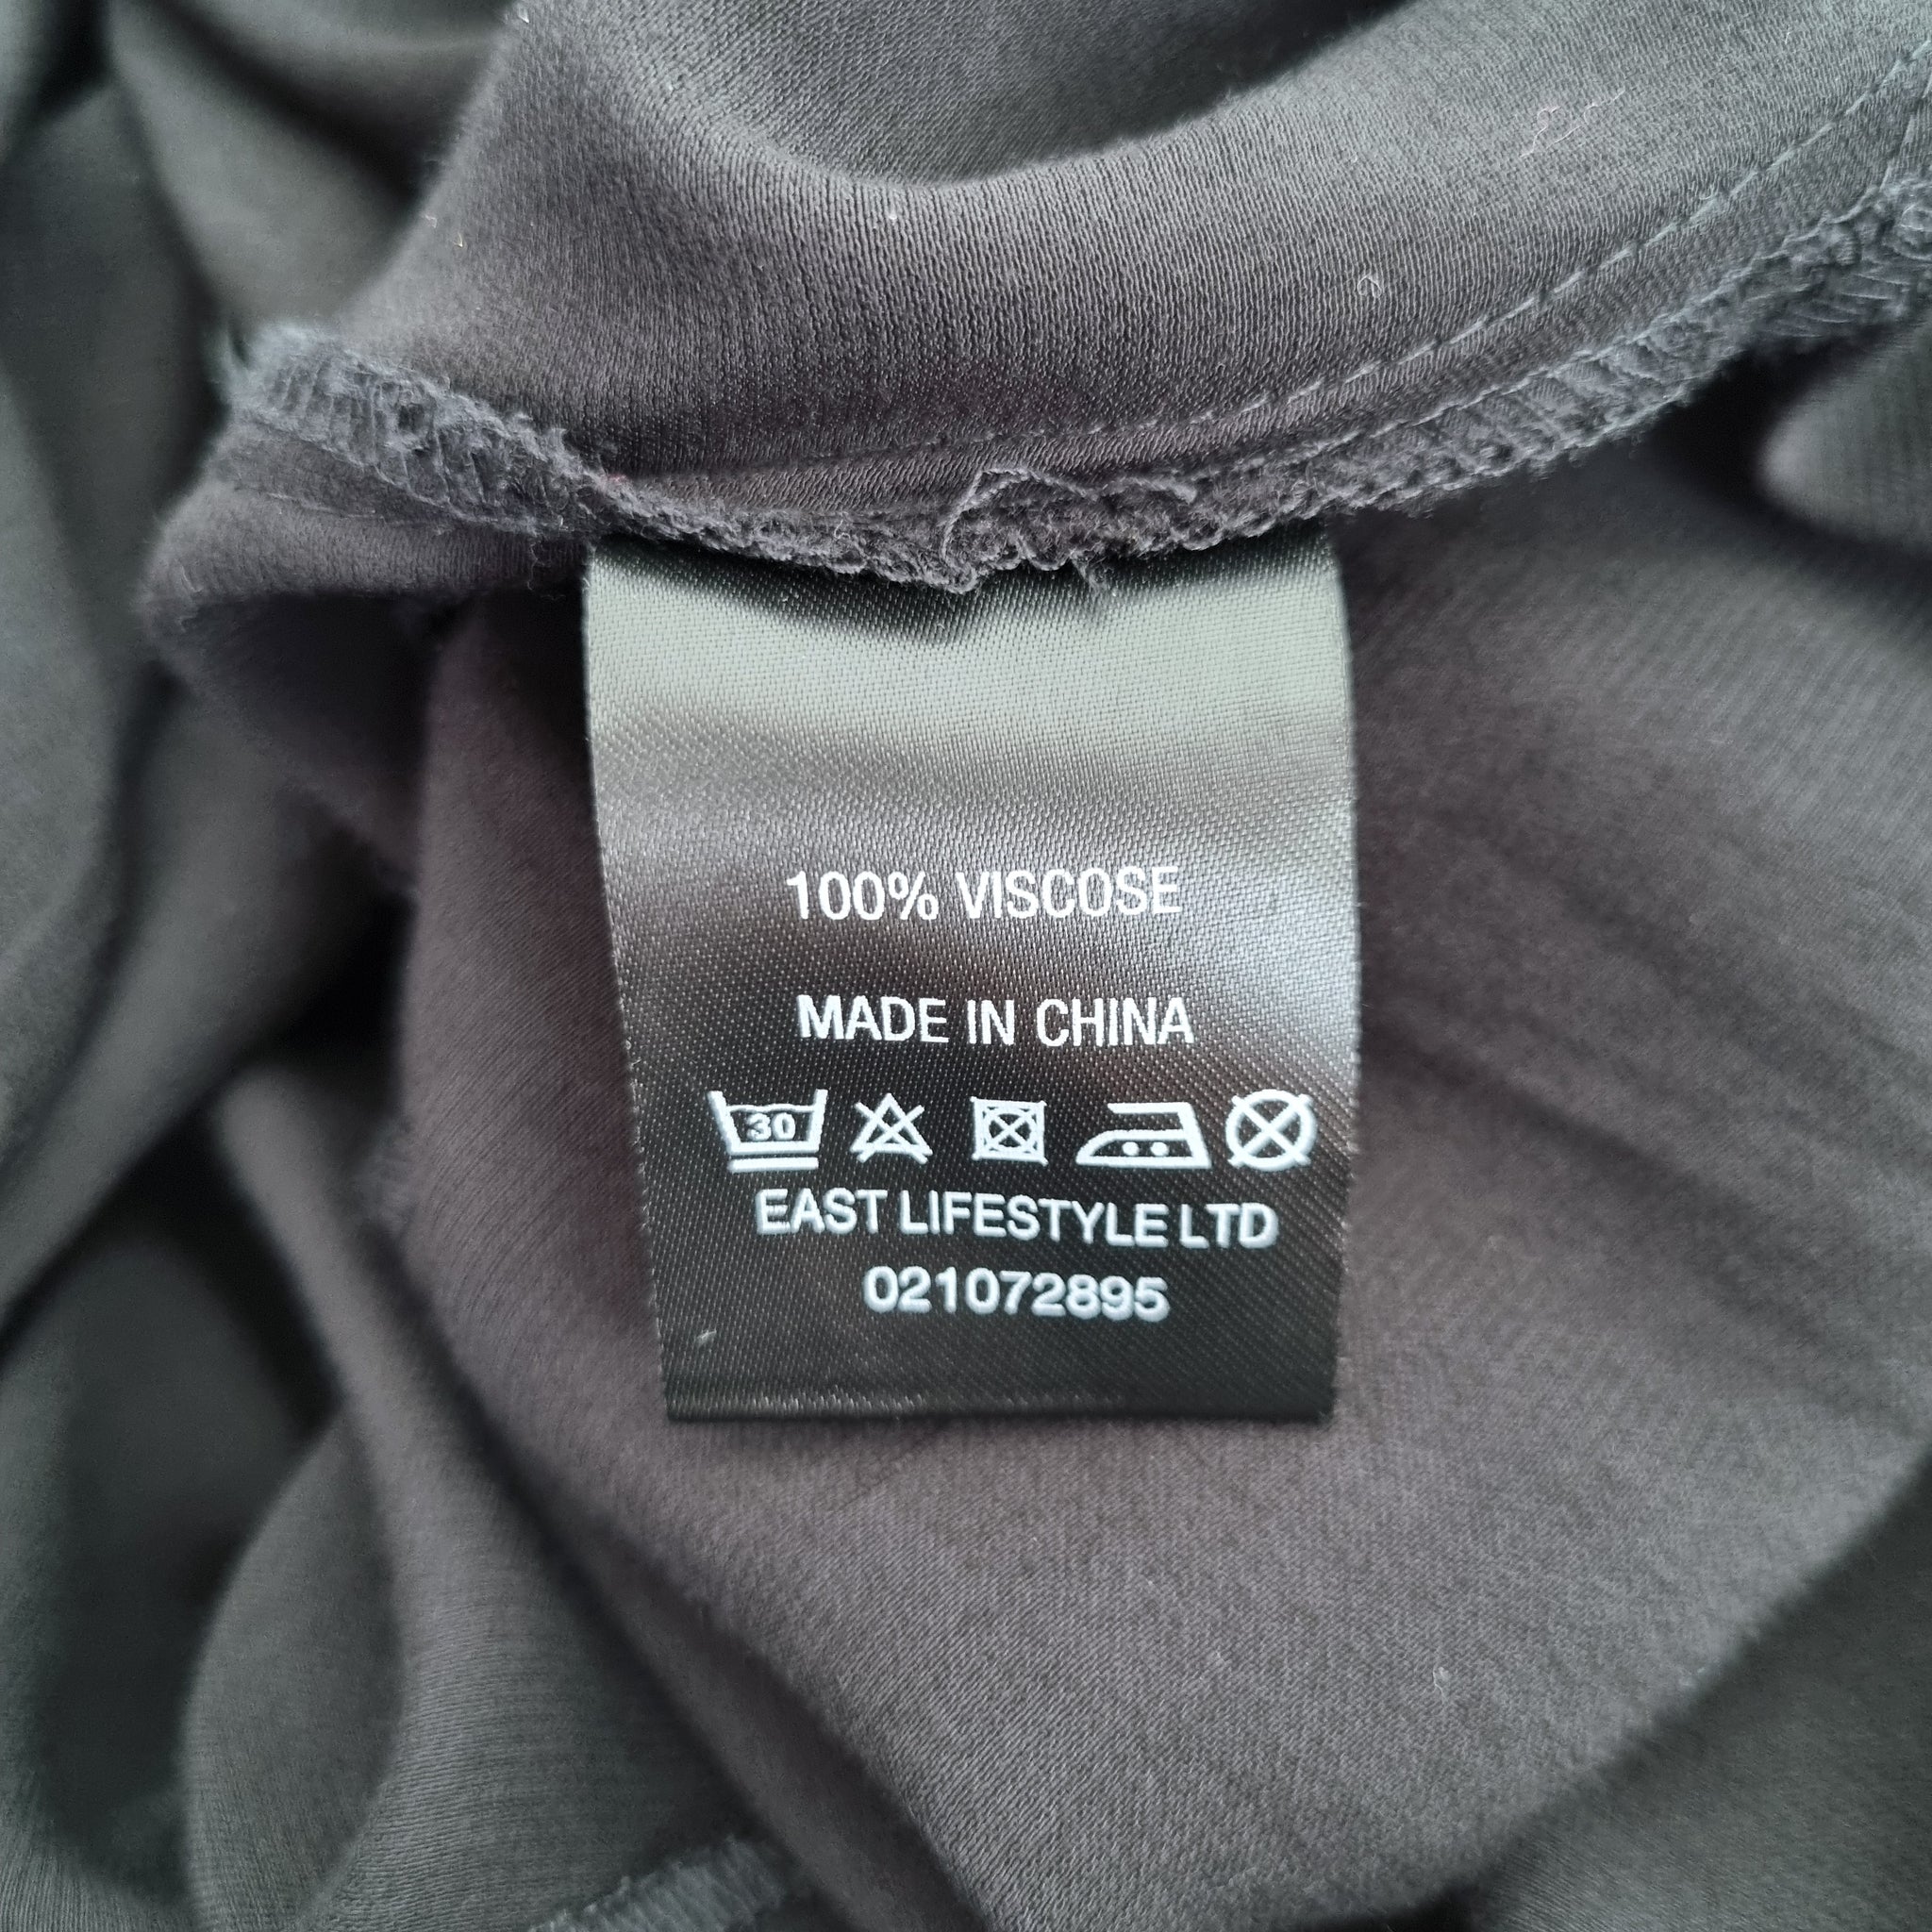 100% VISCOSE
MADE IN CHINA
30
EAST LIFESTYLE LTD
021072895